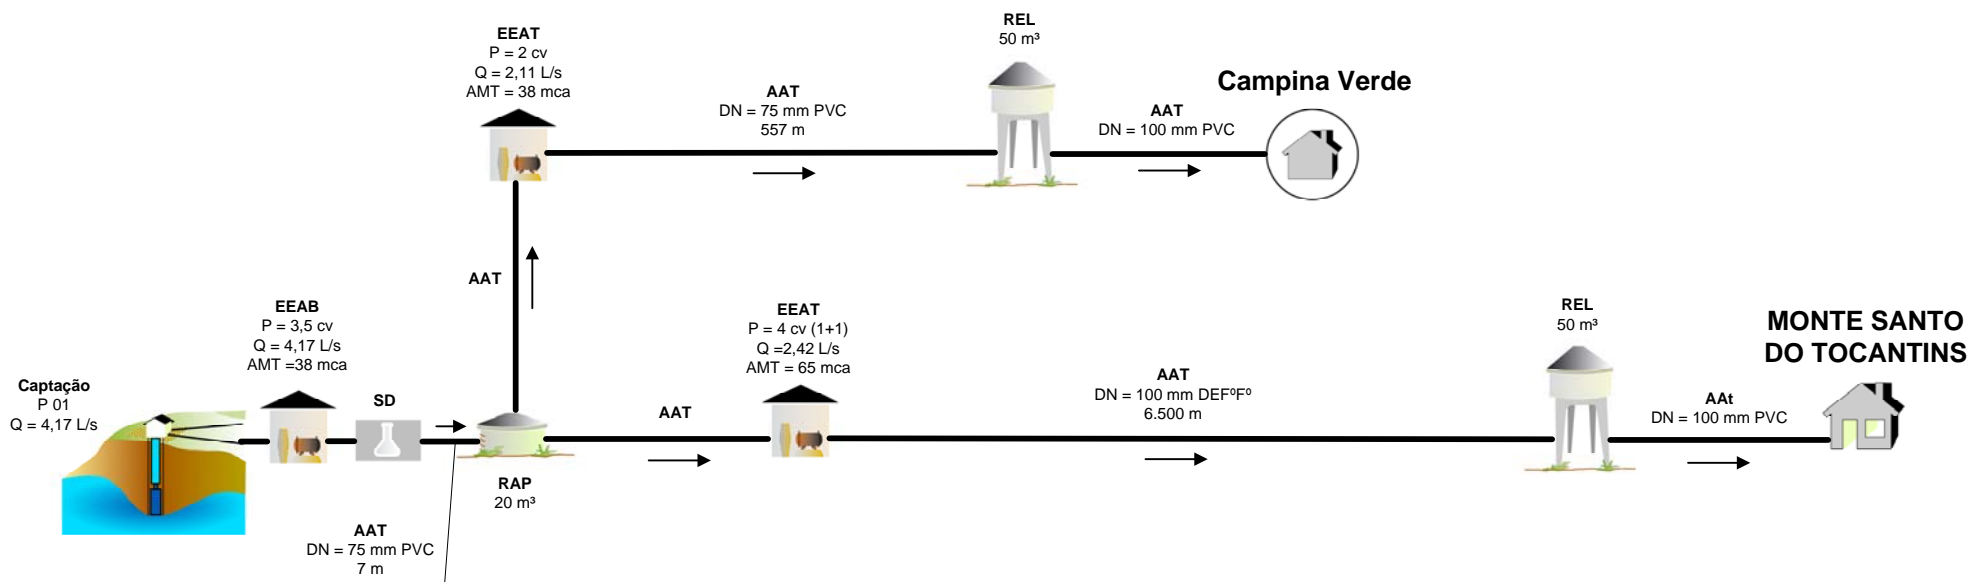 EEAT
P = 2 cv
Q = 2,11 L/s
AMT = 38 mca
REL
50 m³
AAT
DN = 75 mm PVC
557 m
Campina Verde
AAT
DN = 100 mm PVC
AAT
EEAB
P = 3,5 cv
Q = 4,17 L/s
AMT =38 mca
EEAT
P = 4 cv (1+1)
Q =2,42 L/s
AMT = 65 mca
REL
50 m³
MONTE SANTO
DO TOCANTINS
Captação
P 01
Q = 4,17 L/s
SD
AAT
AAT
DN = 100 mm DEFºFº
6.500 m
AAt
DN = 100 mm PVC
RAP
20 m³
AAT
DN = 75 mm PVC
7 m